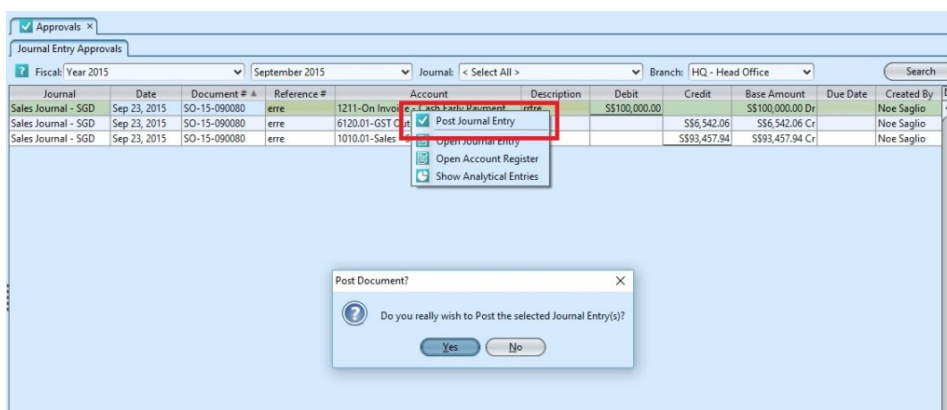 Approvals ×
Journal Entry Approvals
Fiscal: Year 2015 September 2015 Journal: < Select All > Branch: HQ - Head Office Search
Journal Date Document # Reference # Account Description Debit Credit Base Amount Due Date Created By
Sales Journal - SGD Sep 23, 2015 SO-15-090080 erre 1211-On Invoice - Cash Early Payment rdre S$100,000.00 S$100,000.00 Dr Noe Saglio
Sales Journal - SGD Sep 23, 2015 SO-15-090080 erre 6120.01-GST Out S$6,542.06 S$6,542.06 Cr Noe Saglio
Sales Journal - SGD Sep 23, 2015 SO-15-090080 erre 1010.01-Sales - S$93,457.94 S$93,457.94 Cr Noe Saglio
Post Journal Entry
Open Journal Entry
Open Account Register
Show Analytical Entries
Post Document? ×
Do you really wish to Post the selected Journal Entry(s)?
Yes No